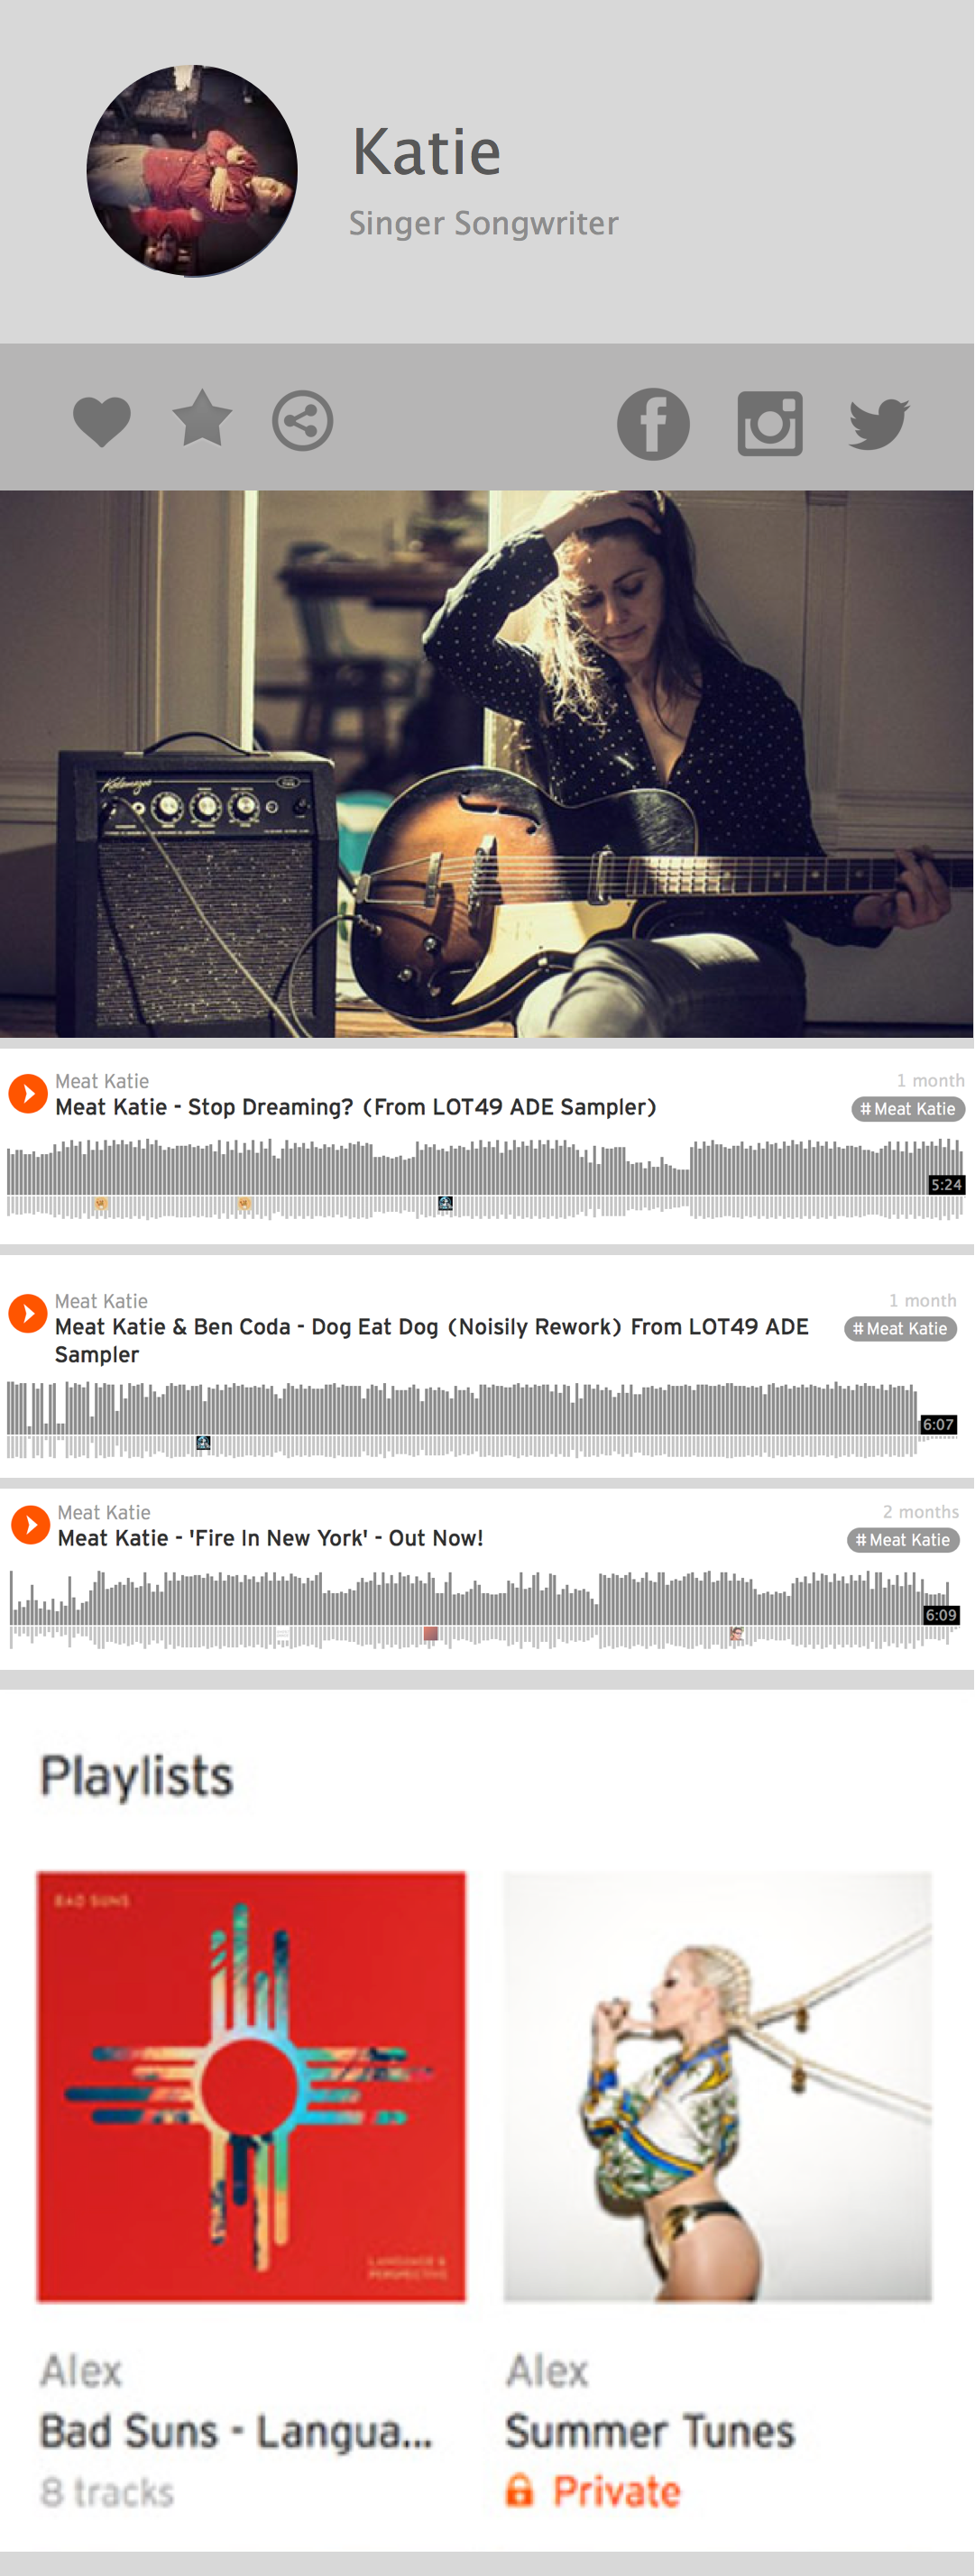 Katie
Singer Songwriter
Kalamazoo
Meat Katie
1 month
Meat Katie - Stop Dreaming? (From LOT49 ADE Sampler)
# Meat Katie
5:24
Meat Katie
1 month
Meat Katie & Ben Coda - Dog Eat Dog (Noisily Rework) From LOT49 ADE
Sampler
# Meat Katie
6:07
Meat Katie
2 months
Meat Katie - 'Fire In New York' - Out Now!
# Meat Katie
6:09
Playlists
BAD SUNS
LANGUAGE &
PERSPECTIVE
Alex
Bad Suns - Langua...
8 tracks
Alex
Summer Tunes
Private